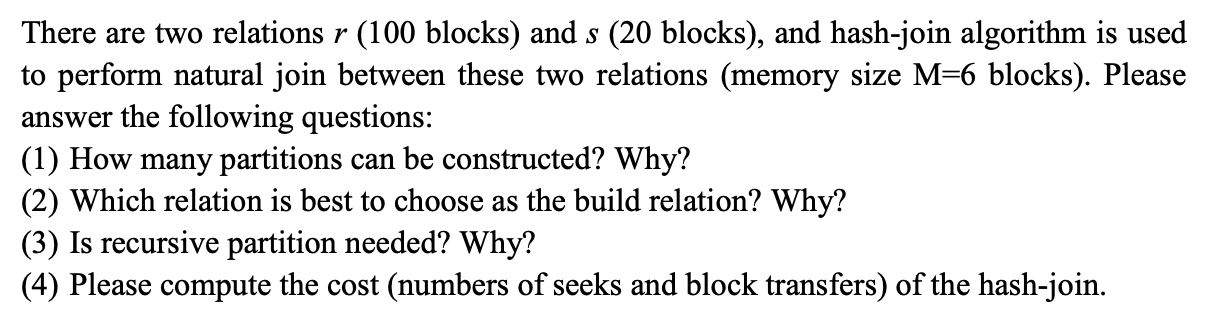 There are two relations r (100 blocks) and s (20 blocks), and hash-join algorithm is used
to perform natural join between these two relations (memory size M=6 blocks). Please
answer the following questions:
(1) How many partitions can be constructed? Why?
(2) Which relation is best to choose as the build relation? Why?
(3) Is recursive partition needed? Why?
(4) Please compute the cost (numbers of seeks and block transfers) of the hash-join.